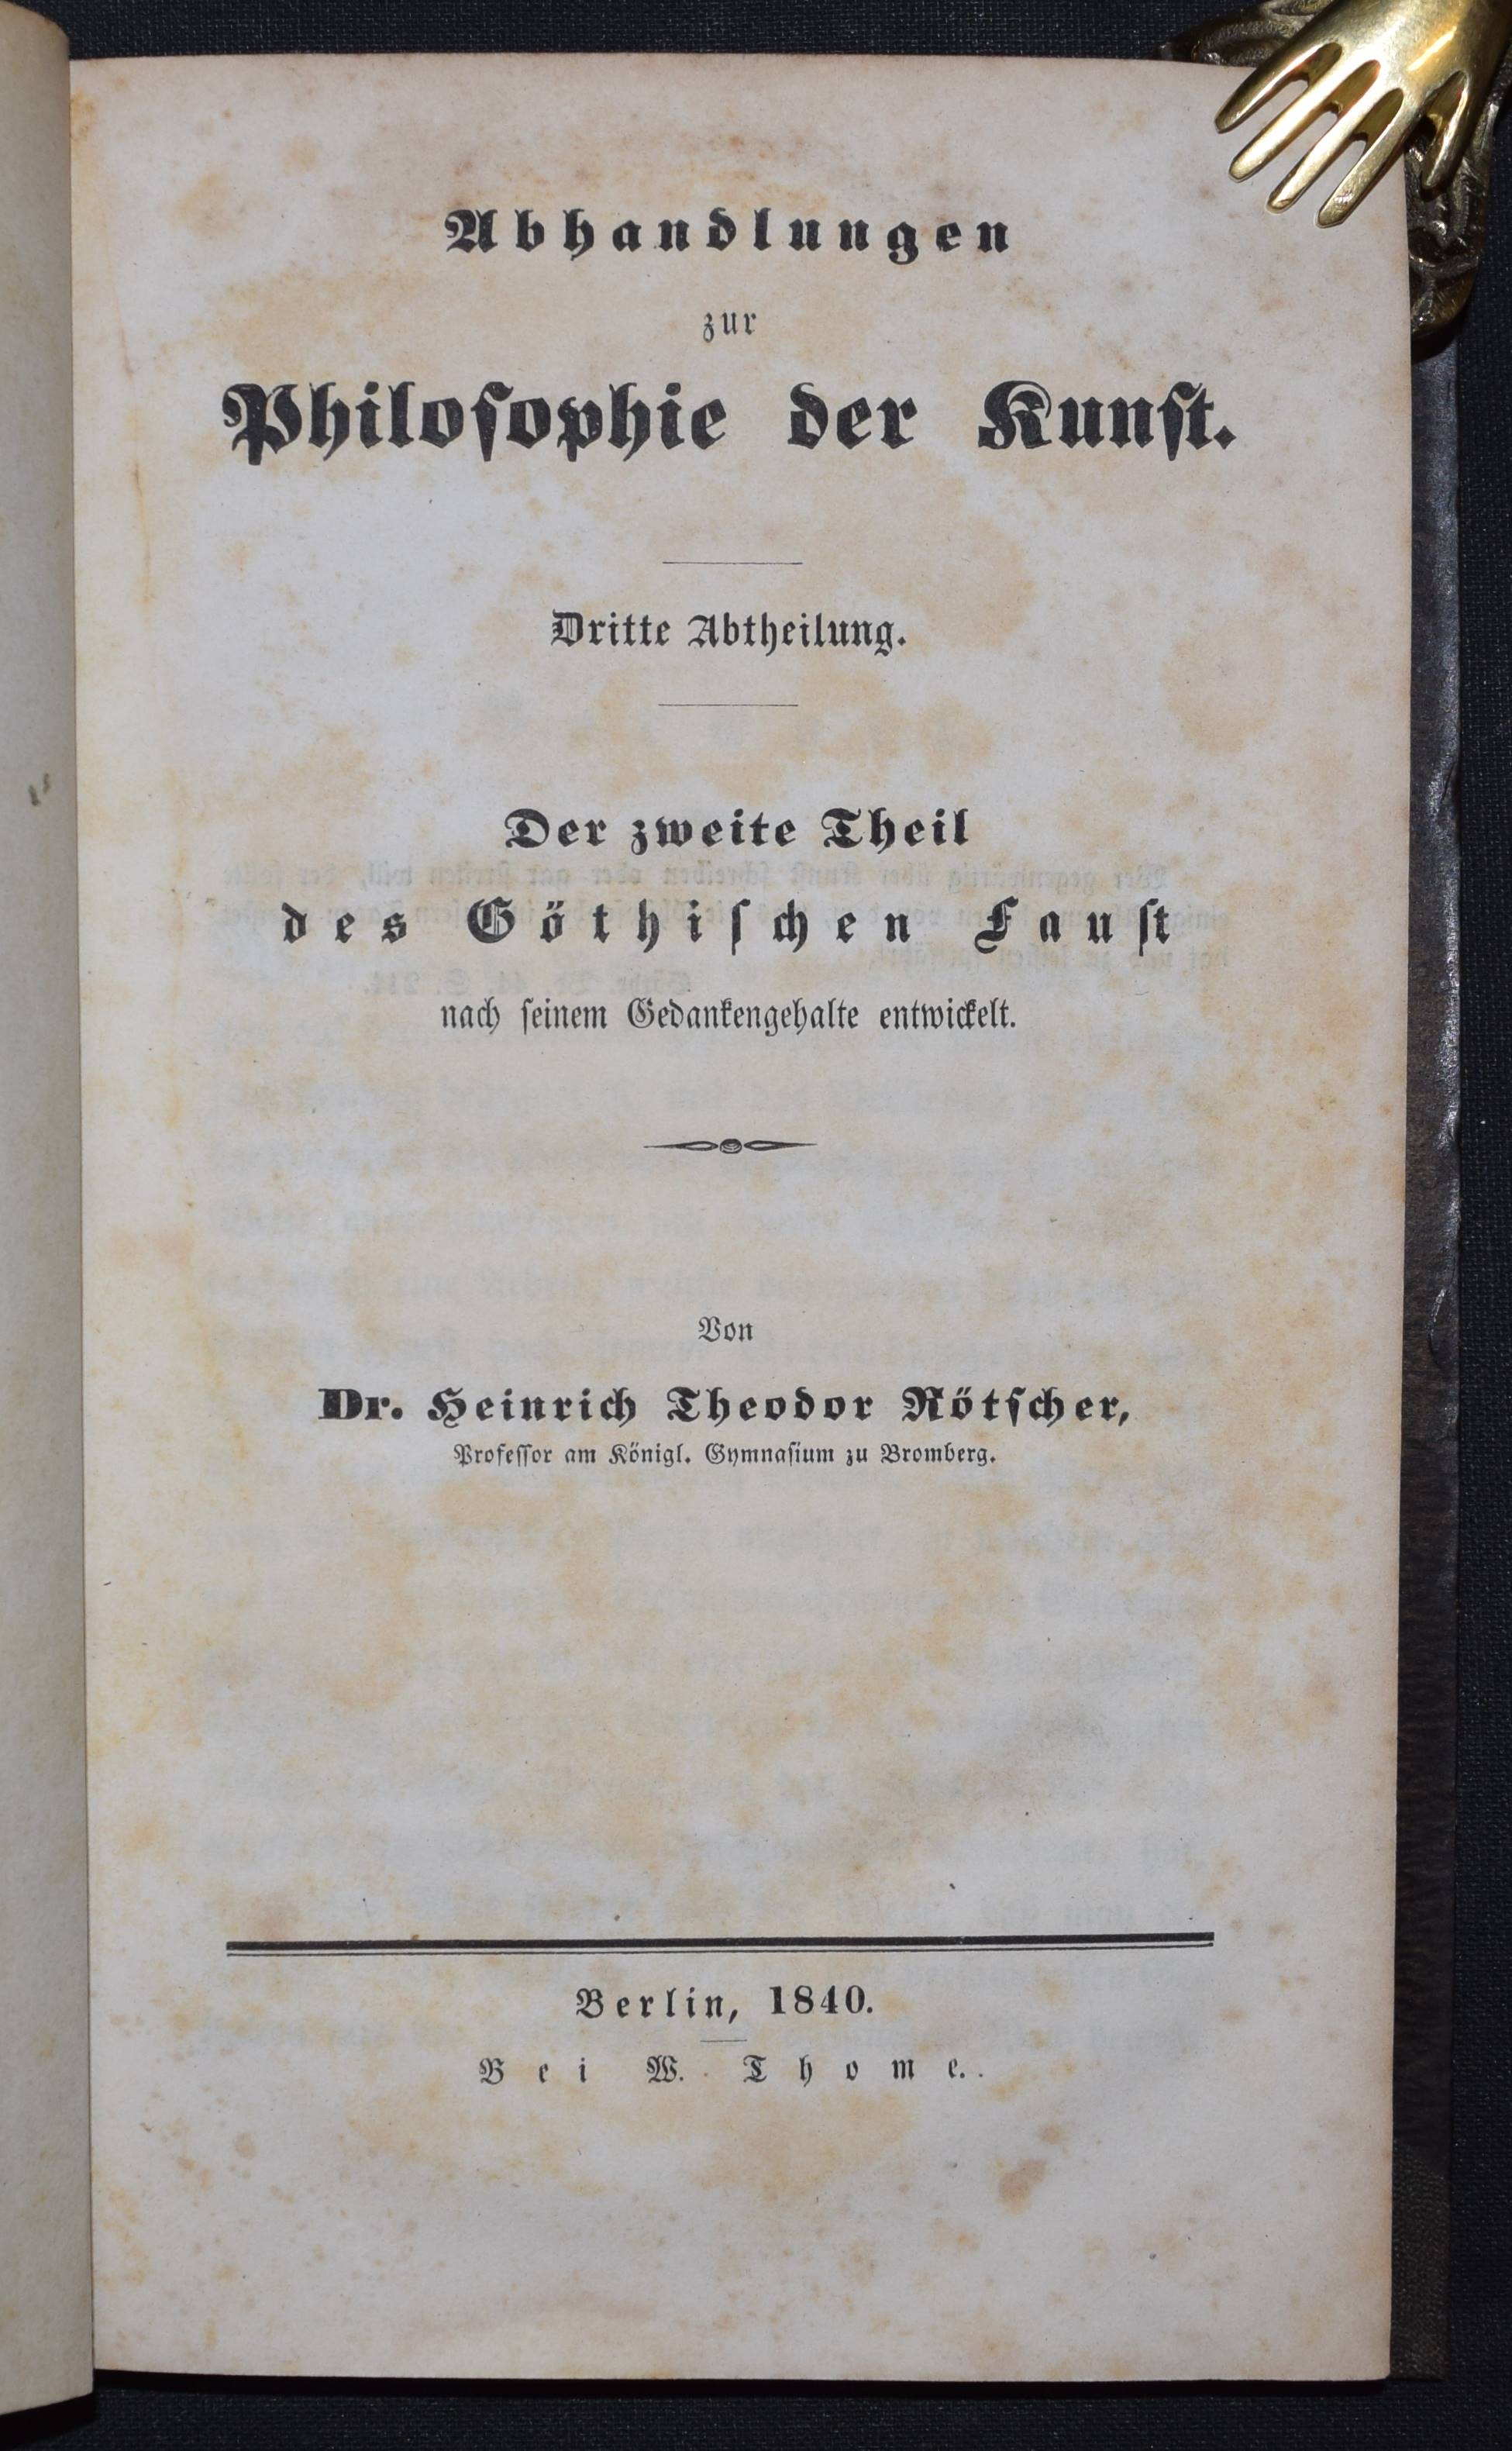 Abhandlungen
zur
Philosophie der Kunst.
Dritte Abtheilung.
Der zweite Theil
des Göthischen Faust
nach seinem Gedankengehalte entwickelt.
Von
Dr. Heinrich Theodor Rötscher,
Professor am Königl. Gymnasium zu Bromberg.
Berlin, 1840.
Bei W. Thome.